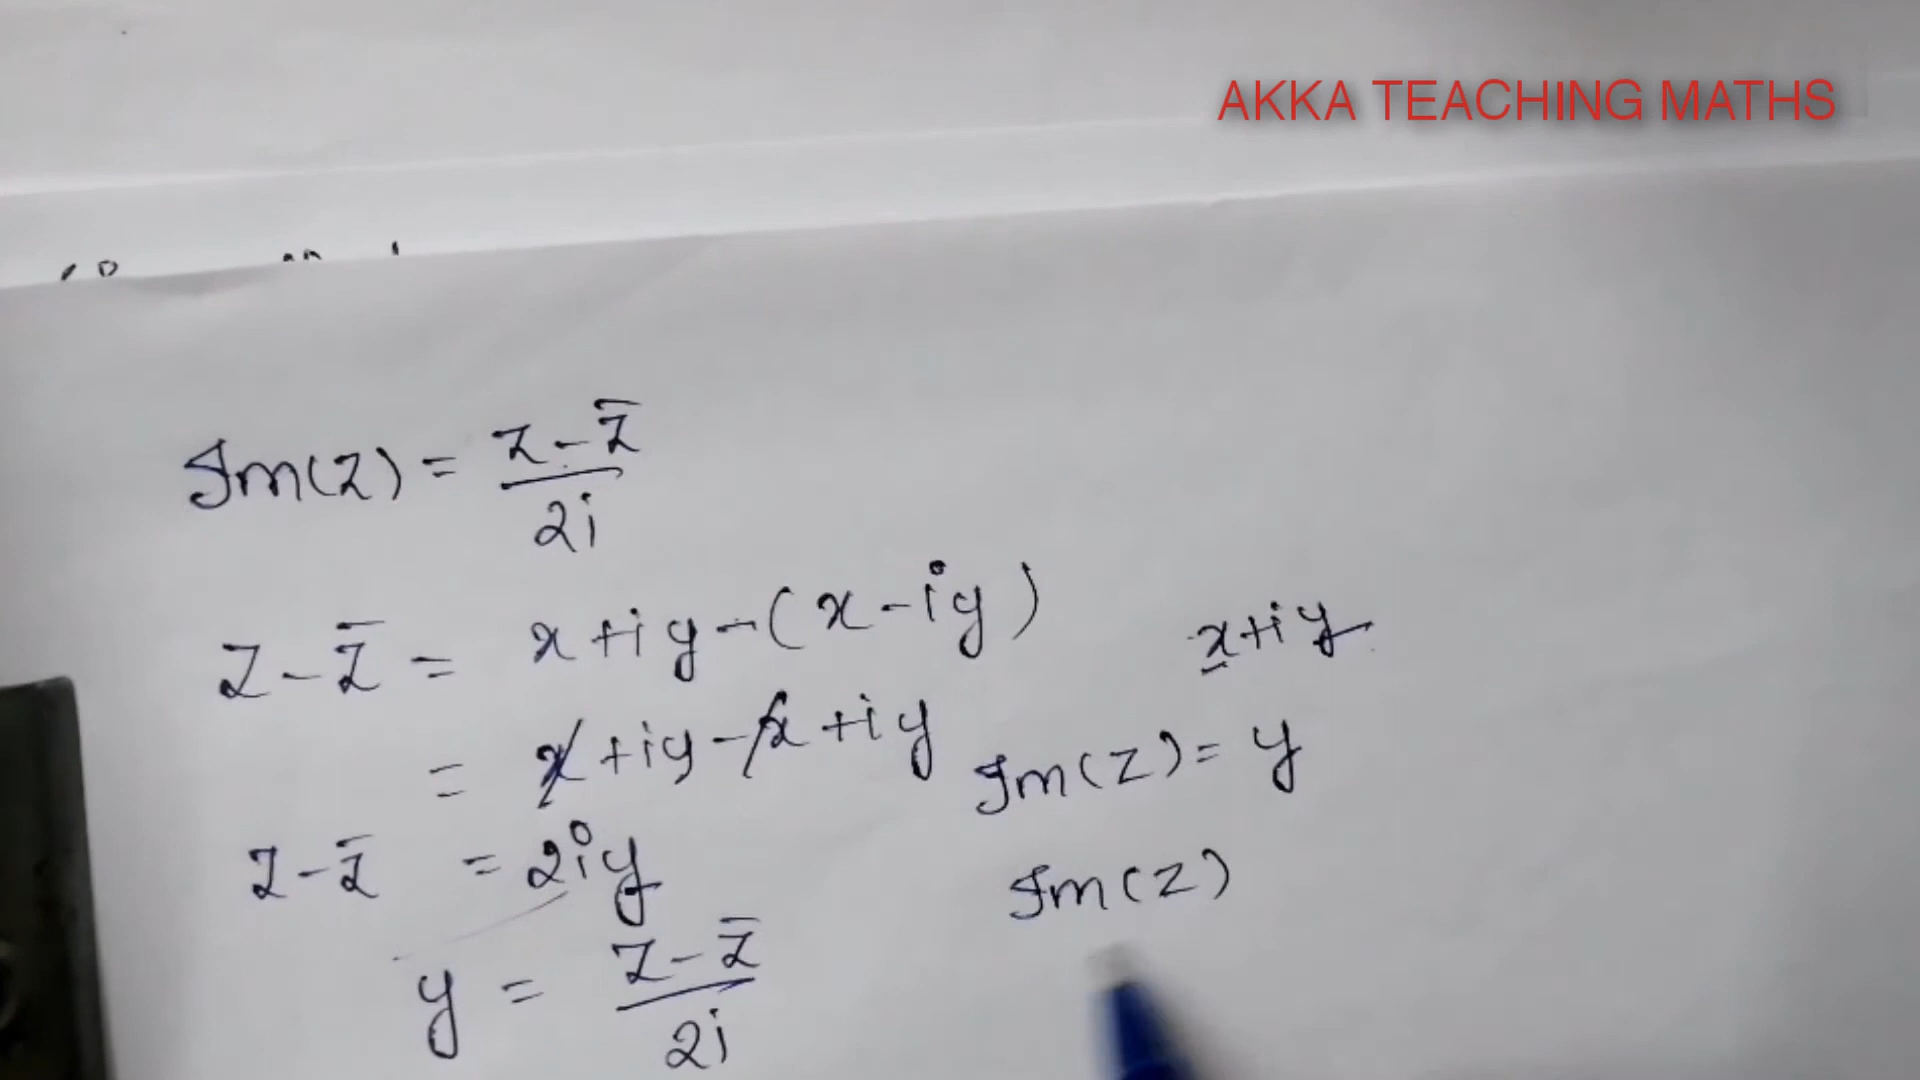 AKKA TEACHING MATHS
Im(z) = z - z̄ / 2i
z - z̄ = x + iy - (x - iy)
x + iy
= x + iy - x + iy
Im(z) = y
z - z̄ = 2iy
Im(z)
y = z - z̄ / 2i